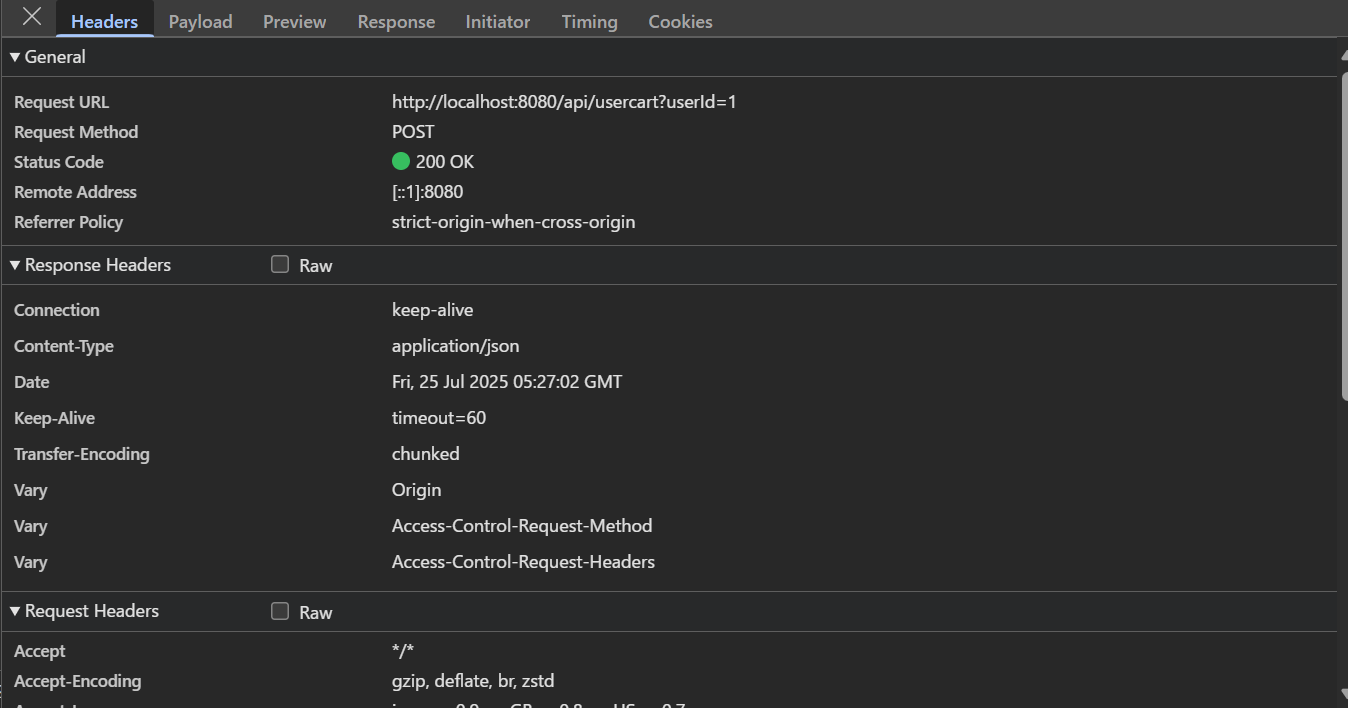 Headers Payload Preview Response Initiator Timing Cookies
General
Request URL http://localhost:8080/api/usercart?userId=1
Request Method POST
Status Code 200 OK
Remote Address [::1]:8080
Referrer Policy strict-origin-when-cross-origin
Response Headers Raw
Connection keep-alive
Content-Type application/json
Date Fri, 25 Jul 2025 05:27:02 GMT
Keep-Alive timeout=60
Transfer-Encoding chunked
Vary Origin
Vary Access-Control-Request-Method
Vary Access-Control-Request-Headers
Request Headers Raw
Accept */*
Accept-Encoding gzip, deflate, br, zstd